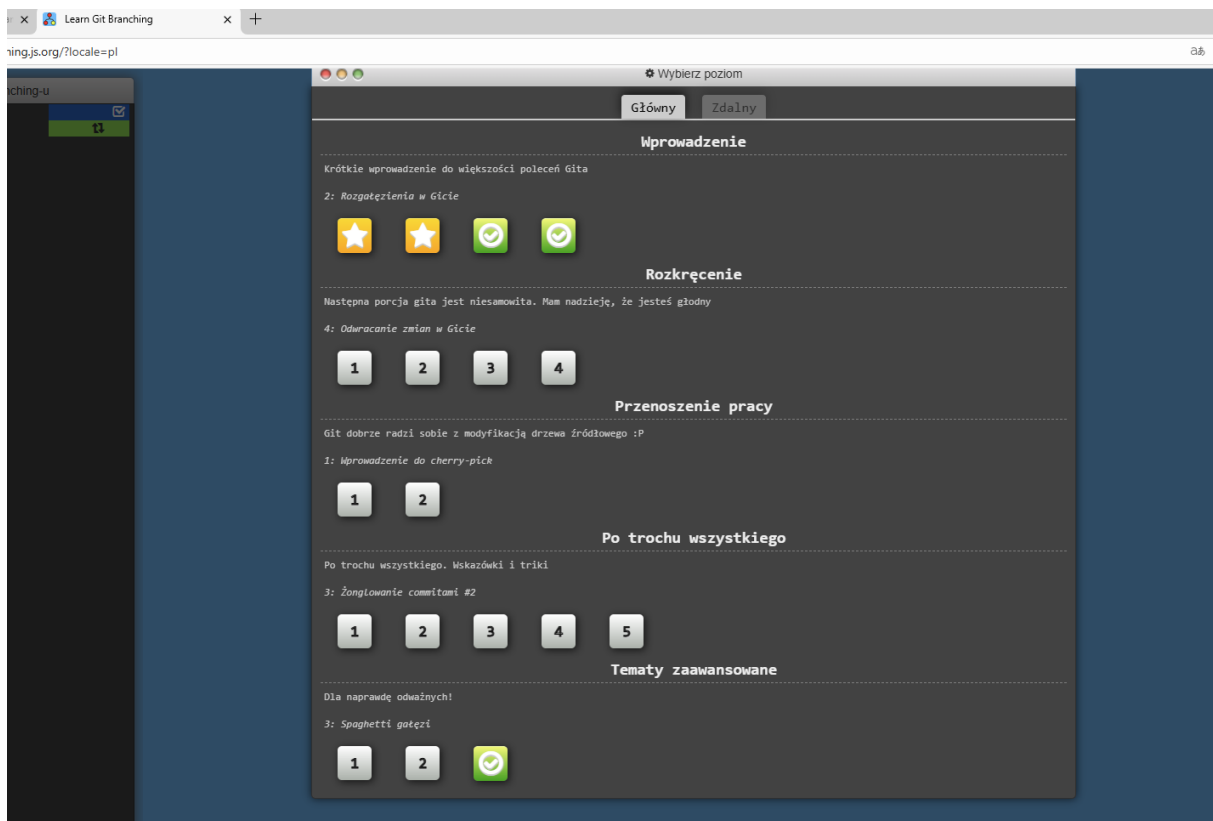 Learn Git Branching
ning.js.org/?locale=pl
aあ
nching-u
Wybierz poziom
Główny Zdalny
Wprowadzenie
Krótkie wprowadzenie do większości poleceń Gita
2: Rozgałęzienia w Gicie
Rozkręcenie
Następna porcja gita jest niesamowita. Mam nadzieję, że jesteś głodny
4: Odwracanie zmian w Gicie
1 2 3 4
Przenoszenie pracy
Git dobrze radzi sobie z modyfikacją drzewa źródłowego :P
1: Wprowadzenie do cherry-pick
1 2
Po trochu wszystkiego
Po trochu wszystkiego. Wskazówki i triki
3: Żonglowanie commitami #2
1 2 3 4 5
Tematy zaawansowane
Dla naprawdę odważnych!
3: Spaghetti gałęzi
1 2